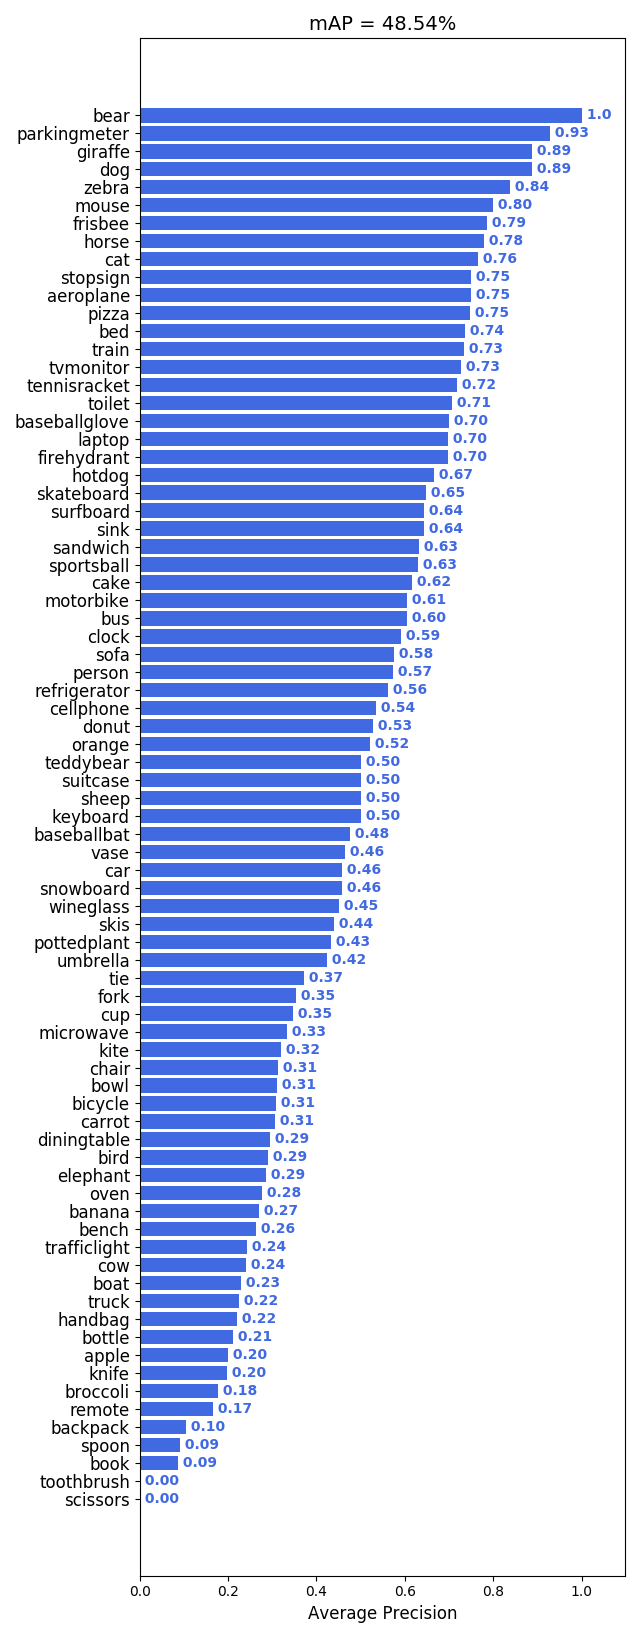 mAP = 48.54%
bear 1.0
parkingmeter 0.93
giraffe 0.89
dog 0.89
zebra 0.84
mouse 0.80
frisbee 0.79
horse 0.78
cat 0.76
stopsign 0.75
aeroplane 0.75
pizza 0.75
bed 0.74
train 0.73
tvmonitor 0.73
tennisracket 0.72
toilet 0.71
baseballglove 0.70
laptop 0.70
firehydrant 0.70
hotdog 0.67
skateboard 0.65
surfboard 0.64
sink 0.64
sandwich 0.63
sportsball 0.63
cake 0.62
motorbike 0.61
bus 0.60
clock 0.59
sofa 0.58
person 0.57
refrigerator 0.56
cellphone 0.54
donut 0.53
orange 0.52
teddybear 0.50
suitcase 0.50
sheep 0.50
keyboard 0.50
baseballbat 0.48
vase 0.46
car 0.46
snowboard 0.46
wineglass 0.45
skis 0.44
pottedplant 0.43
umbrella 0.42
tie 0.37
fork 0.35
cup 0.35
microwave 0.33
kite 0.32
chair 0.31
bowl 0.31
bicycle 0.31
carrot 0.31
diningtable 0.29
bird 0.29
elephant 0.29
oven 0.28
banana 0.27
bench 0.26
trafficlight 0.24
cow 0.24
boat 0.23
truck 0.22
handbag 0.22
bottle 0.21
apple 0.20
knife 0.20
broccoli 0.18
remote 0.17
backpack 0.10
spoon 0.09
book 0.09
toothbrush 0.00
scissors 0.00
0.0 0.2 0.4 0.6 0.8 1.0
Average Precision